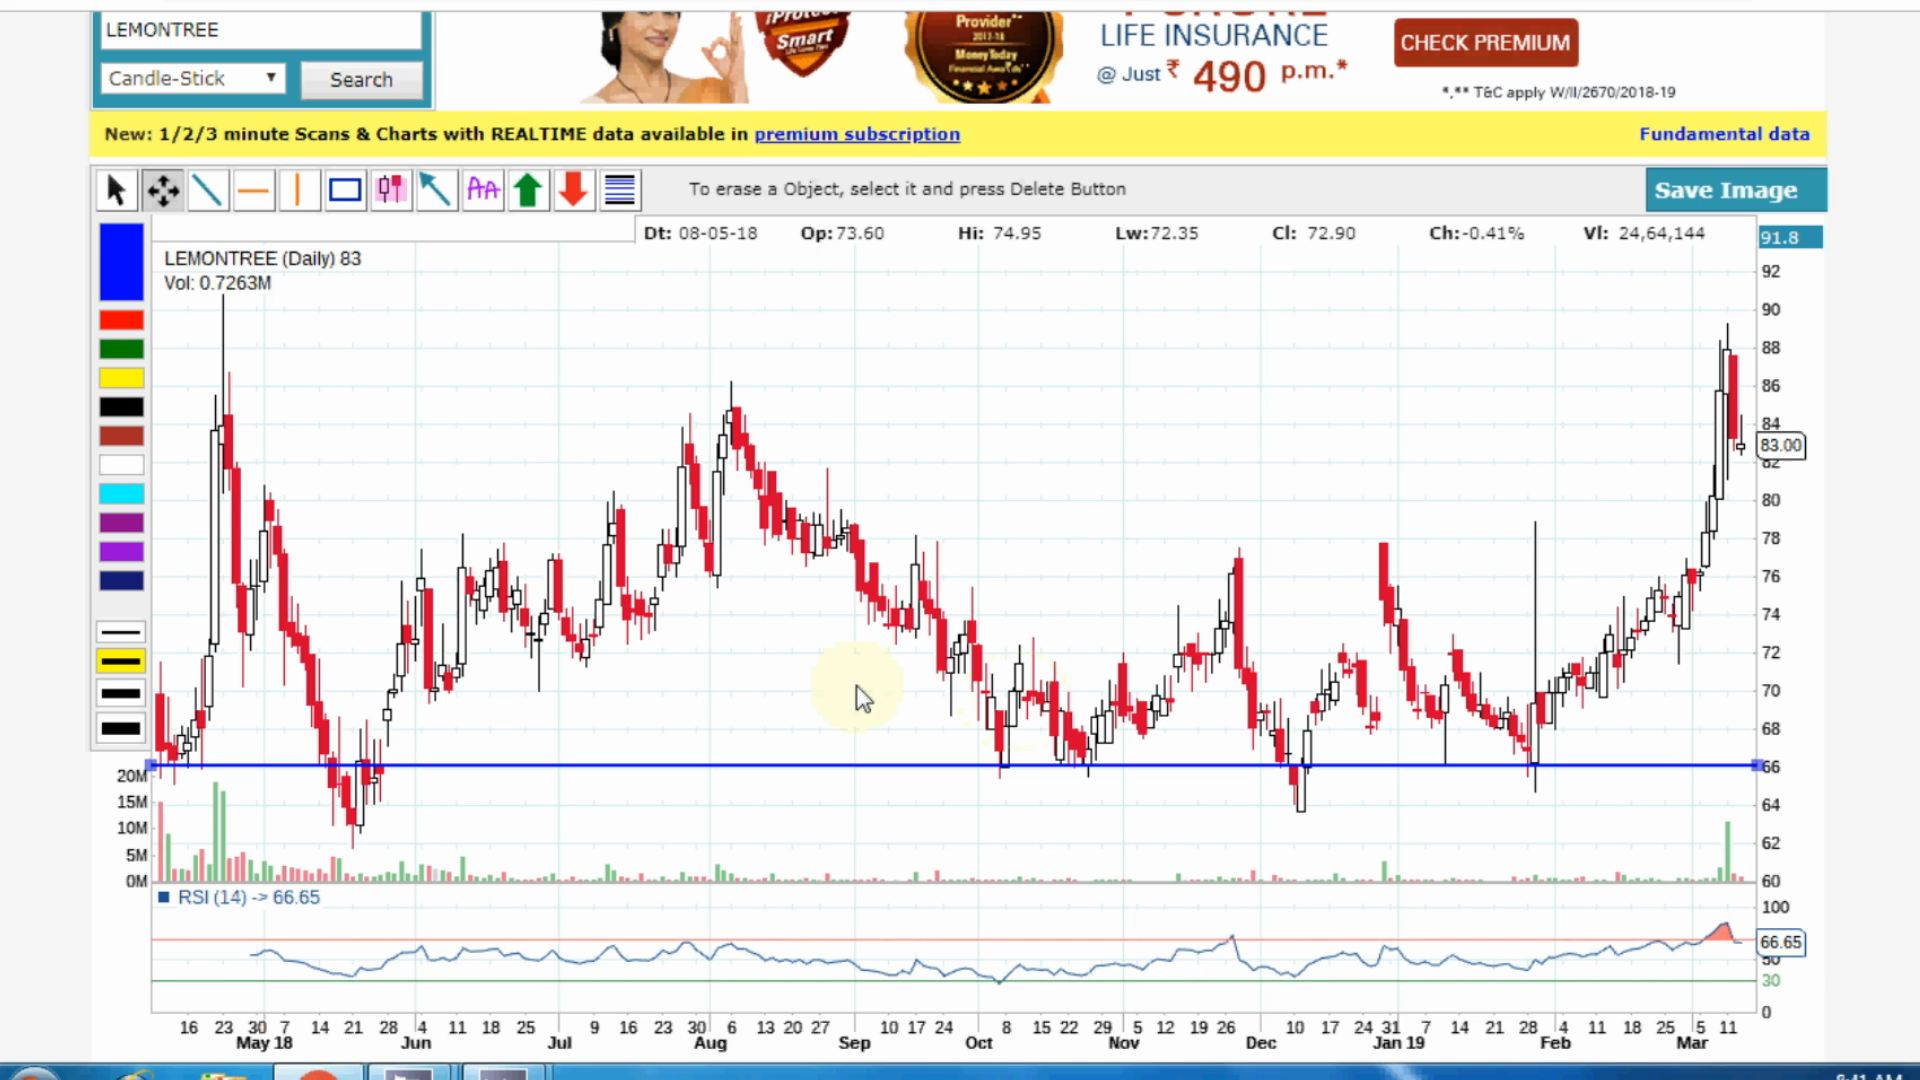 LEMONTREE
Candle-Stick ▼ Search
iProtect
Smart
Provider**
2017-18
MoneyToday
Financial Awards
LIFE INSURANCE
@ Just ₹ 490 p.m.*
CHECK PREMIUM
*,** T&C apply W/II/2670/2018-19
New: 1/2/3 minute Scans & Charts with REALTIME data available in premium subscription Fundamental data
To erase a Object, select it and press Delete Button Save Image
Dt: 08-05-18 Op:73.60 Hi: 74.95 Lw:72.35 Cl: 72.90 Ch:-0.41% Vl: 24,64,144 91.8
LEMONTREE (Daily) 83
Vol: 0.7263M
92
90
88
86
84
83.00
82
80
78
76
74
72
70
68
66
64
62
60
20M
15M
10M
5M
0M
RSI (14) -> 66.65
100
66.65
50
30
0
16 23 30 7 14 21 28 4 11 18 25 9 16 23 30 6 13 20 27 10 17 24 8 15 22 29 5 12 19 26 10 17 24 31 7 14 21 28 4 11 18 25 5 11
May 18 Jun Jul Aug Sep Oct Nov Dec Jan 19 Feb Mar